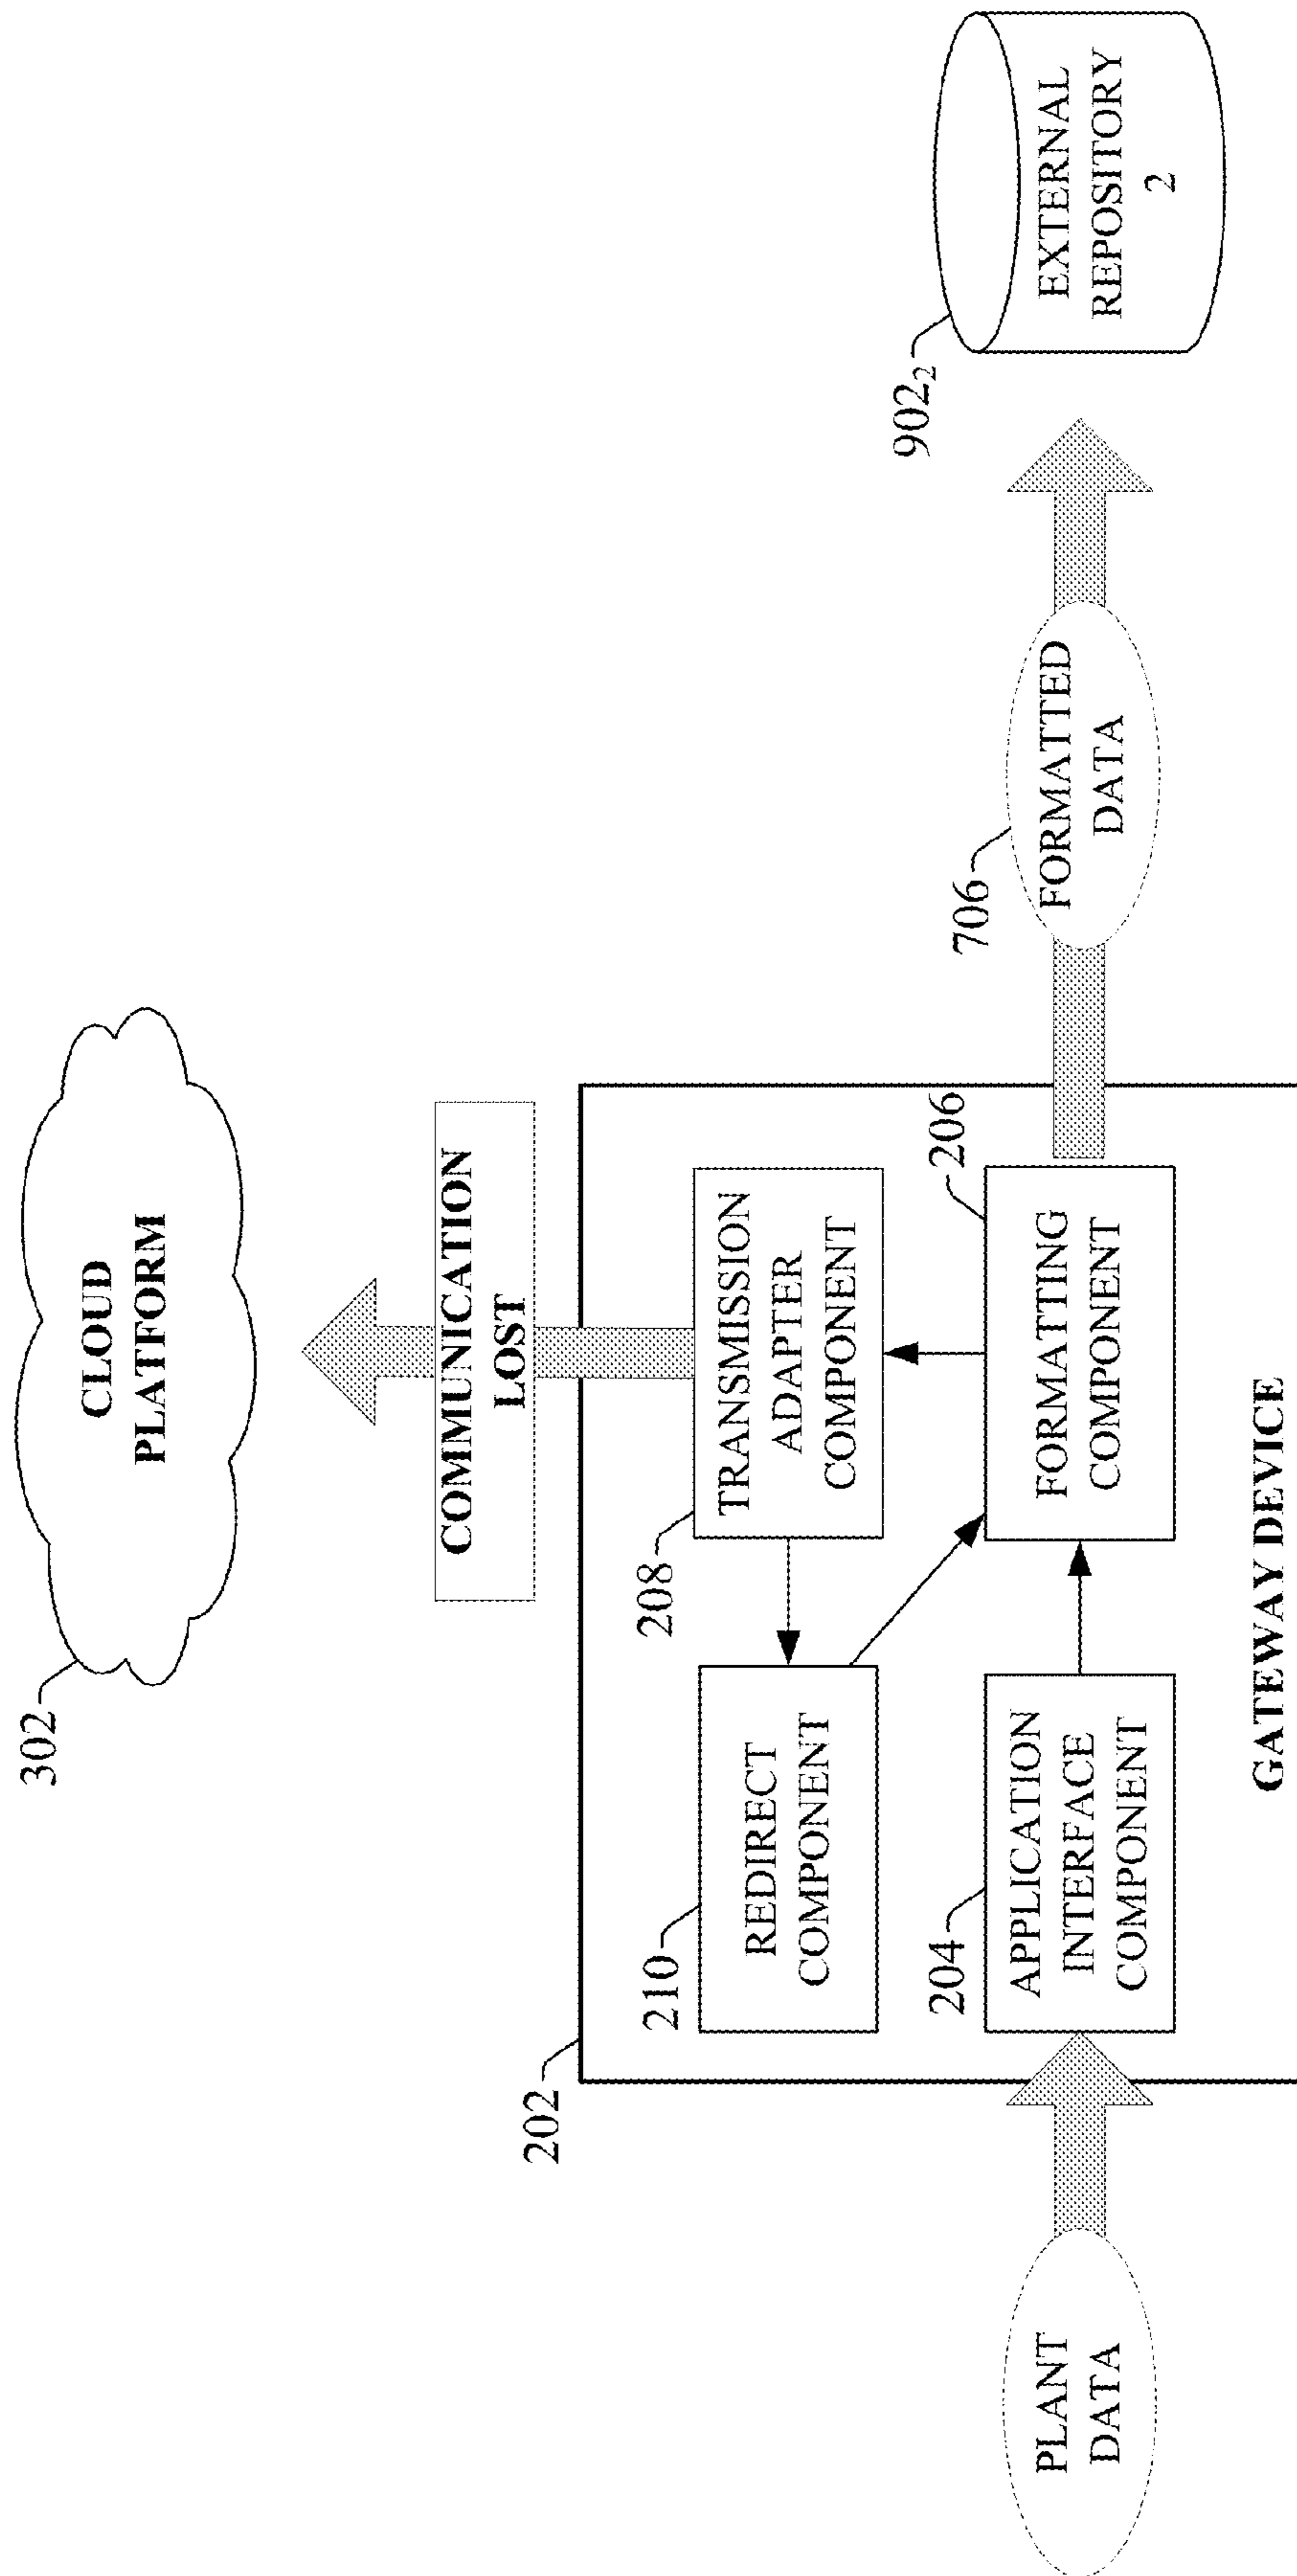 302
CLOUD
PLATFORM
COMMUNICATION
LOST
202
210
REDIRECT
COMPONENT
208
TRANSMISSION
ADAPTER
COMPONENT
204
APPLICATION
INTERFACE
COMPONENT
206
FORMATTING
COMPONENT
GATEWAY DEVICE
PLANT
DATA
706
FORMATTED
DATA
902₂
EXTERNAL
REPOSITORY
2